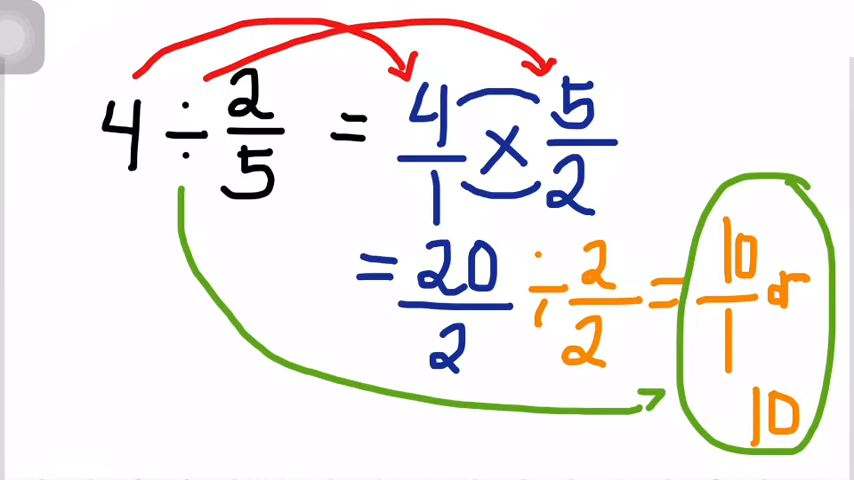 4 ÷ 2/5 = 4/1 × 5/2
= 20/2 ÷ 2/2 = 10/1 or
10